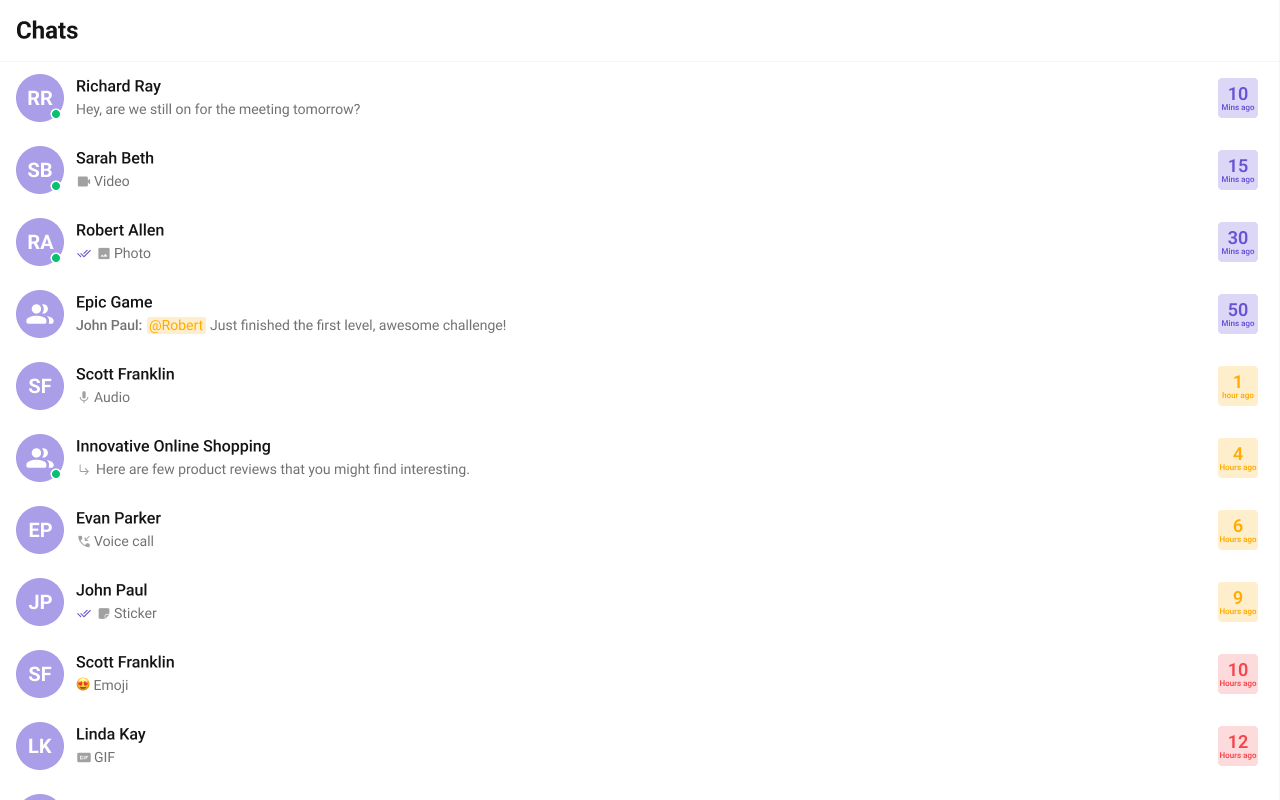 Chats
RR
Richard Ray
Hey, are we still on for the meeting tomorrow?
10
Mins ago
SB
Sarah Beth
Video
15
Mins ago
RA
Robert Allen
Photo
30
Mins ago
Epic Game
John Paul: @Robert Just finished the first level, awesome challenge!
50
Mins ago
SF
Scott Franklin
Audio
1
hour ago
Innovative Online Shopping
Here are few product reviews that you might find interesting.
4
Hours ago
EP
Evan Parker
Voice call
6
Hours ago
JP
John Paul
Sticker
9
Hours ago
SF
Scott Franklin
😍 Emoji
10
Hours ago
LK
Linda Kay
GIF GIF
12
Hours ago